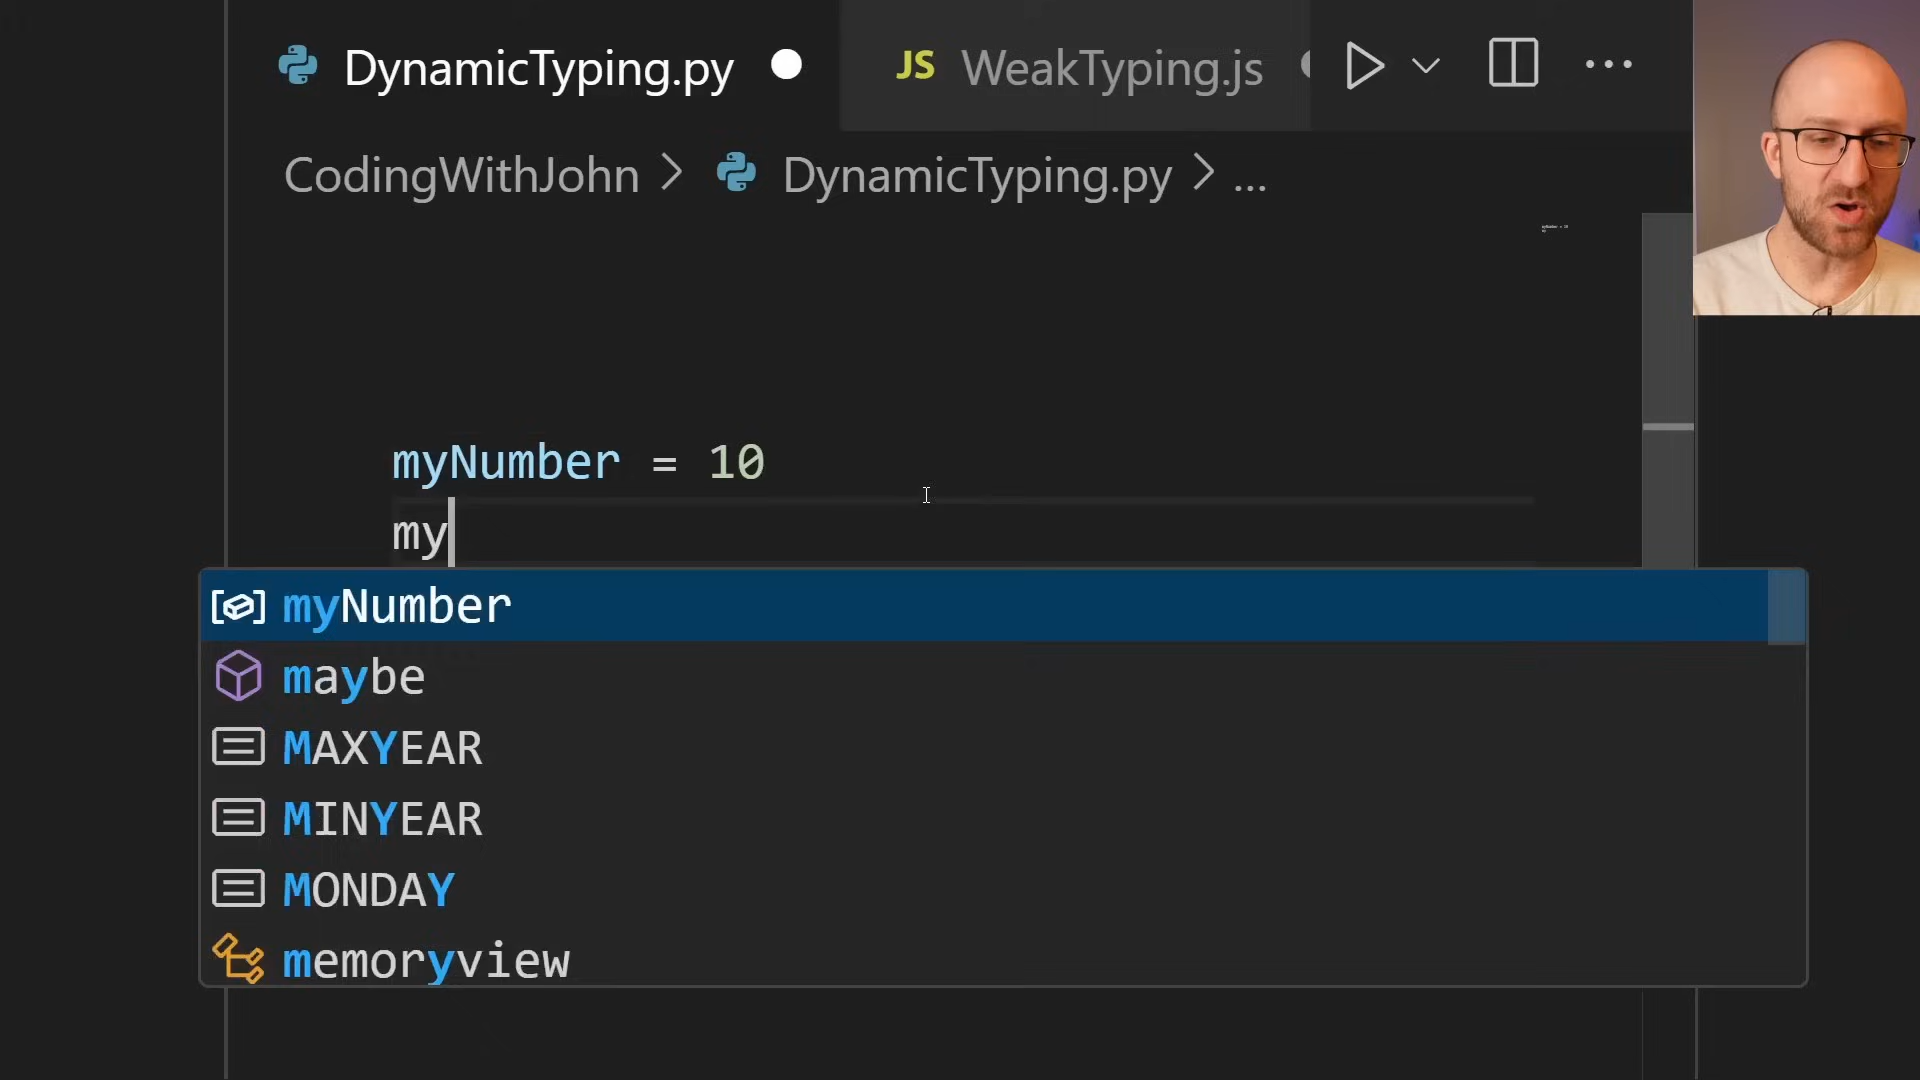 DynamicTyping.py
JS WeakTyping.js
CodingWithJohn > DynamicTyping.py > ...
myNumber = 10
my
myNumber
maybe
MAXYEAR
MINYEAR
MONDAY
memoryview